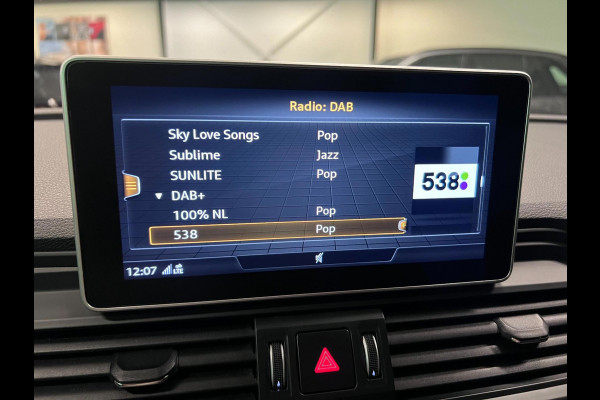 Radio: DAB
Sky Love Songs Pop
Sublime Jazz
SUNLITE Pop
DAB+
100% NL Pop
538 Pop
538
12:07 LTE